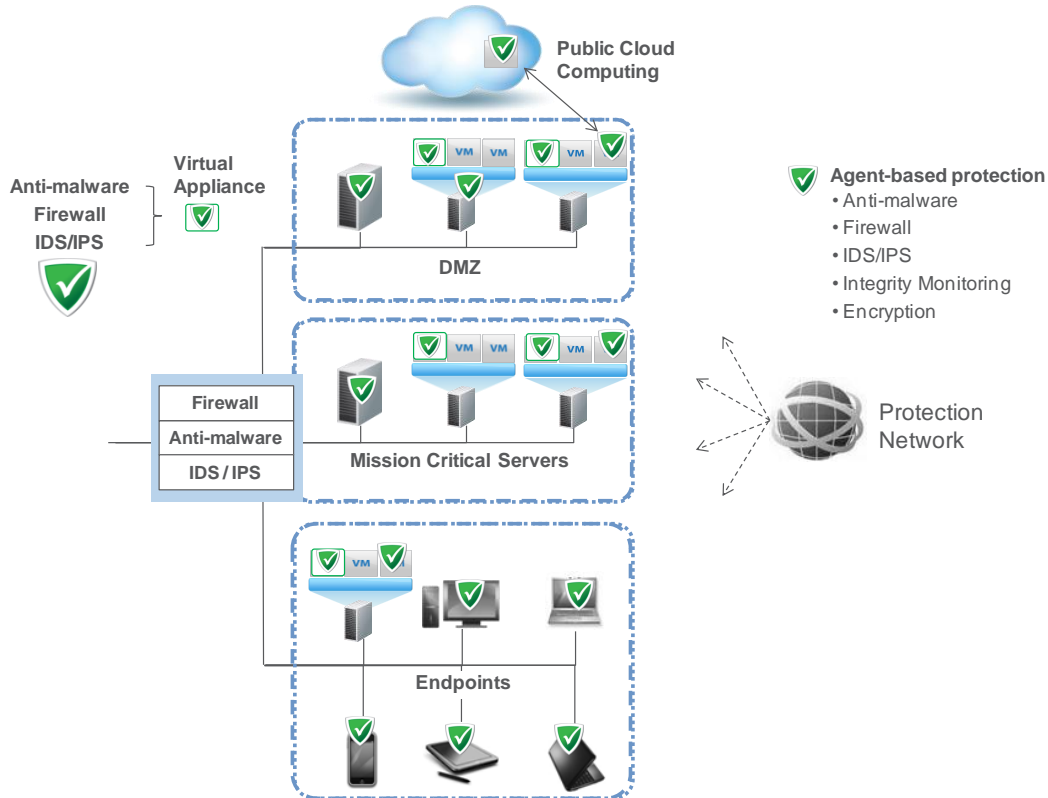 Public Cloud
Computing
VM VM
VM
Virtual
Appliance
Anti-malware
Firewall
IDS/IPS
DMZ
Agent-based protection
• Anti-malware
• Firewall
• IDS/IPS
• Integrity Monitoring
• Encryption
VM VM
VM
Firewall
Anti-malware
IDS / IPS
Mission Critical Servers
Protection
Network
VM
Endpoints